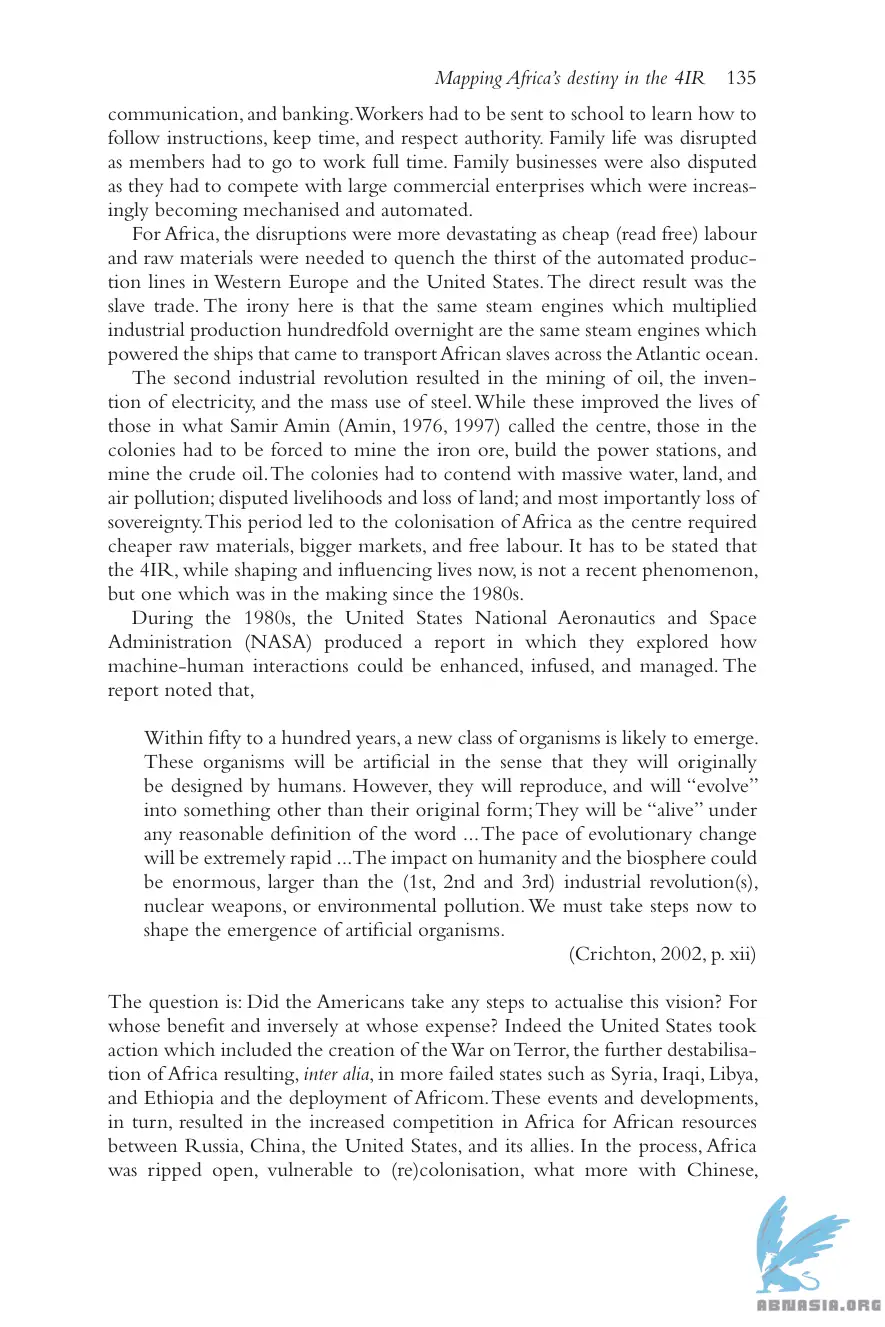 Mapping Africa's destiny in the 4IR 135
communication, and banking. Workers had to be sent to school to learn how to
follow instructions, keep time, and respect authority. Family life was disrupted
as members had to go to work full time. Family businesses were also disputed
as they had to compete with large commercial enterprises which were increas-
ingly becoming mechanised and automated.
For Africa, the disruptions were more devastating as cheap (read free) labour
and raw materials were needed to quench the thirst of the automated produc-
tion lines in Western Europe and the United States. The direct result was the
slave trade. The irony here is that the same steam engines which multiplied
industrial production hundredfold overnight are the same steam engines which
powered the ships that came to transport African slaves across the Atlantic ocean.
The second industrial revolution resulted in the mining of oil, the inven-
tion of electricity, and the mass use of steel. While these improved the lives of
those in what Samir Amin (Amin, 1976, 1997) called the centre, those in the
colonies had to be forced to mine the iron ore, build the power stations, and
mine the crude oil. The colonies had to contend with massive water, land, and
air pollution; disputed livelihoods and loss of land; and most importantly loss of
sovereignty. This period led to the colonisation of Africa as the centre required
cheaper raw materials, bigger markets, and free labour. It has to be stated that
the 4IR, while shaping and influencing lives now, is not a recent phenomenon,
but one which was in the making since the 1980s.
During the 1980s, the United States National Aeronautics and Space
Administration (NASA) produced a report in which they explored how
machine-human interactions could be enhanced, infused, and managed. The
report noted that,
Within fifty to a hundred years, a new class of organisms is likely to emerge.
These organisms will be artificial in the sense that they will originally
be designed by humans. However, they will reproduce, and will “evolve”
into something other than their original form; They will be “alive” under
any reasonable definition of the word ... The pace of evolutionary change
will be extremely rapid ... The impact on humanity and the biosphere could
be enormous, larger than the (1st, 2nd and 3rd) industrial revolution(s),
nuclear weapons, or environmental pollution. We must take steps now to
shape the emergence of artificial organisms.
(Crichton, 2002, p. xii)
The question is: Did the Americans take any steps to actualise this vision? For
whose benefit and inversely at whose expense? Indeed the United States took
action which included the creation of the War on Terror, the further destabilisa-
tion of Africa resulting, inter alia, in more failed states such as Syria, Iraqi, Libya,
and Ethiopia and the deployment of Africom. These events and developments,
in turn, resulted in the increased competition in Africa for African resources
between Russia, China, the United States, and its allies. In the process, Africa
was ripped open, vulnerable to (re)colonisation, what more with Chinese,
ABNASIA.ORG